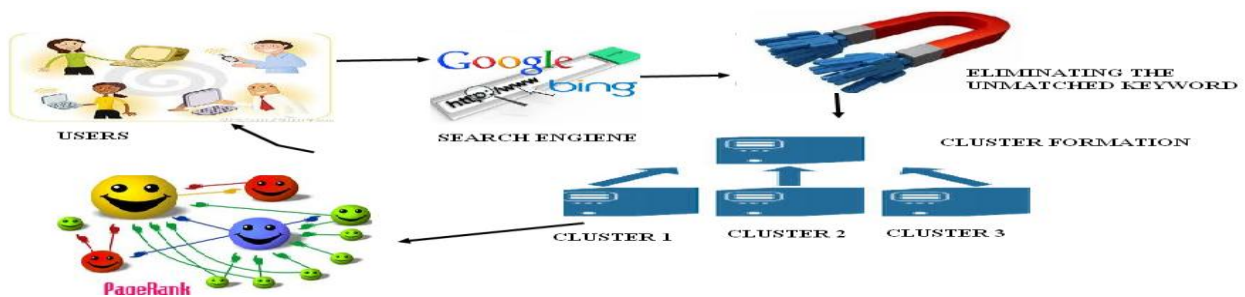 Google
http://www
bing
ELIMINATING THE
UNMATCHED KEYWORD
USERS
SEARCH ENGIENE
CLUSTER FORMATION
CLUSTER 1
CLUSTER 2
CLUSTER 3
PageRank